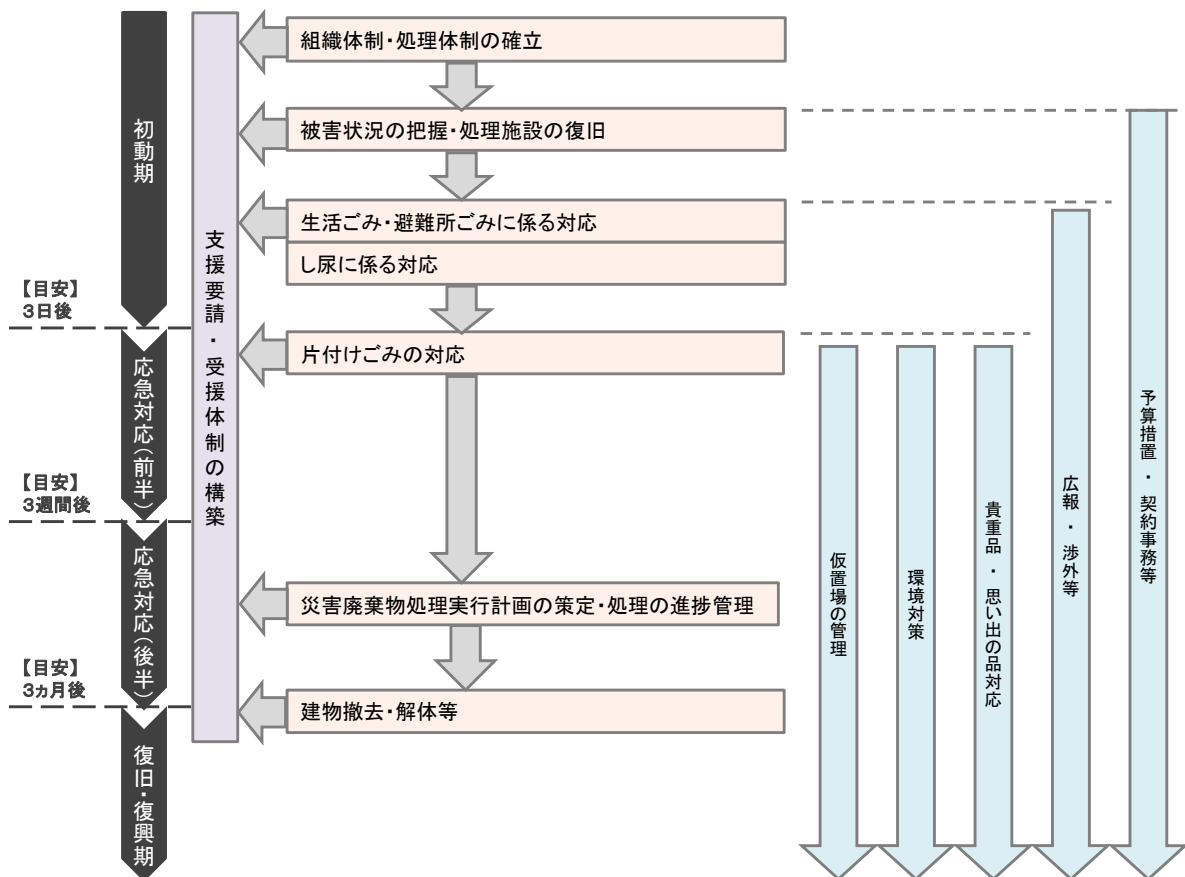 初動期
【目安】
3日後
応急対応(前半)
【目安】
3週間後
応急対応(後半)
【目安】
3ヵ月後
復旧・復興期
支援要請・受援体制の構築
組織体制・処理体制の確立
被害状況の把握・処理施設の復旧
生活ごみ・避難所ごみに係る対応
し尿に係る対応
片付けごみの対応
災害廃棄物処理実行計画の策定・処理の進捗管理
建物撤去・解体等
仮置場の管理
環境対策
貴重品・思い出の品対応
広報・渉外等
予算措置・契約事務等